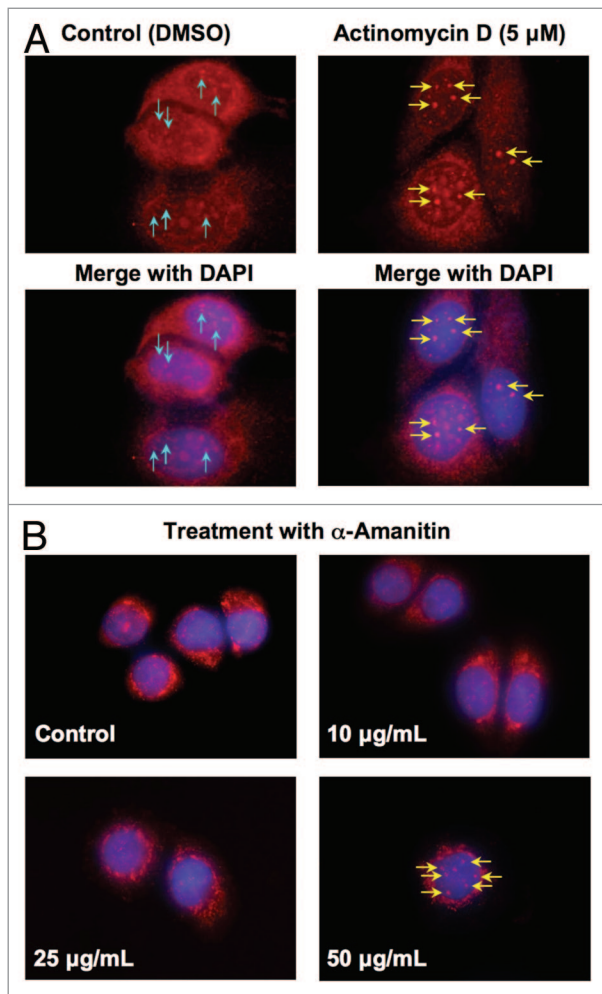 A
Control (DMSO)
Actinomycin D (5 µM)
Merge with DAPI
Merge with DAPI
B
Treatment with α-Amanitin
Control
10 µg/mL
25 µg/mL
50 µg/mL